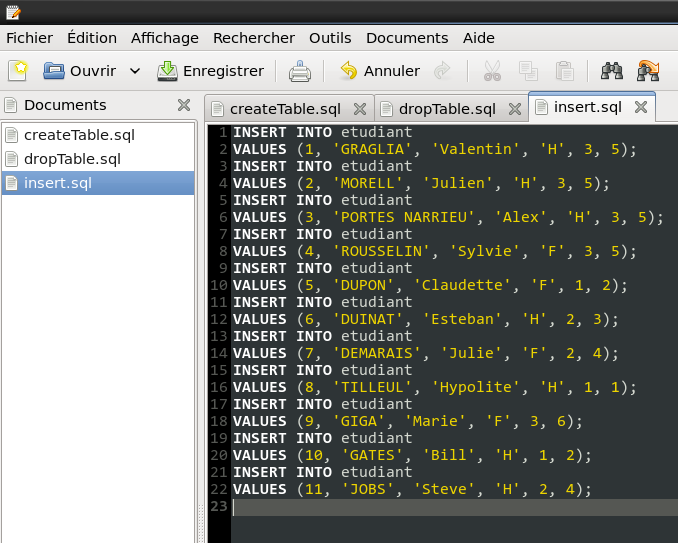 Fichier Édition Affichage Rechercher Outils Documents Aide
Ouvrir Enregistrer Annuler
Documents
createTable.sql
dropTable.sql
insert.sql
createTable.sql dropTable.sql insert.sql
1 INSERT INTO etudiant
2 VALUES (1, 'GRAGLIA', 'Valentin', 'H', 3, 5);
3 INSERT INTO etudiant
4 VALUES (2, 'MORELL', 'Julien', 'H', 3, 5);
5 INSERT INTO etudiant
6 VALUES (3, 'PORTES NARRIEU', 'Alex', 'H', 3, 5);
7 INSERT INTO etudiant
8 VALUES (4, 'ROUSSELIN', 'Sylvie', 'F', 3, 5);
9 INSERT INTO etudiant
10 VALUES (5, 'DUPON', 'Claudette', 'F', 1, 2);
11 INSERT INTO etudiant
12 VALUES (6, 'DUINAT', 'Esteban', 'H', 2, 3);
13 INSERT INTO etudiant
14 VALUES (7, 'DEMARAIS', 'Julie', 'F', 2, 4);
15 INSERT INTO etudiant
16 VALUES (8, 'TILLEUL', 'Hypolite', 'H', 1, 1);
17 INSERT INTO etudiant
18 VALUES (9, 'GIGA', 'Marie', 'F', 3, 6);
19 INSERT INTO etudiant
20 VALUES (10, 'GATES', 'Bill', 'H', 1, 2);
21 INSERT INTO etudiant
22 VALUES (11, 'JOBS', 'Steve', 'H', 2, 4);
23